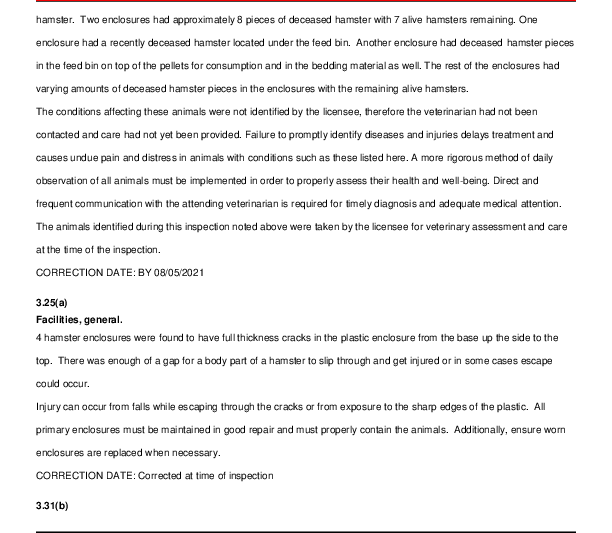 hamster. Two enclosures had approximately 8 pieces of deceased hamster with 7 alive hamsters remaining. One
enclosure had a recently deceased hamster located under the feed bin. Another enclosure had deceased hamster pieces
in the feed bin on top of the pellets for consumption and in the bedding material as well. The rest of the enclosures had
varying amounts of deceased hamster pieces in the enclosures with the remaining alive hamsters.
The conditions affecting these animals were not identified by the licensee, therefore the veterinarian had not been
contacted and care had not yet been provided. Failure to promptly identify diseases and injuries delays treatment and
causes undue pain and distress in animals with conditions such as these listed here. A more rigorous method of daily
observation of all animals must be implemented in order to properly assess their health and well-being. Direct and
frequent communication with the attending veterinarian is required for timely diagnosis and adequate medical attention.
The animals identified during this inspection noted above were taken by the licensee for veterinary assessment and care
at the time of the inspection.
CORRECTION DATE: BY 08/05/2021
3.25(a)
Facilities, general.
4 hamster enclosures were found to have full thickness cracks in the plastic enclosure from the base up the side to the
top. There was enough of a gap for a body part of a hamster to slip through and get injured or in some cases escape
could occur.
Injury can occur from falls while escaping through the cracks or from exposure to the sharp edges of the plastic. All
primary enclosures must be maintained in good repair and must properly contain the animals. Additionally, ensure worn
enclosures are replaced when necessary.
CORRECTION DATE: Corrected at time of inspection
3.31(b)